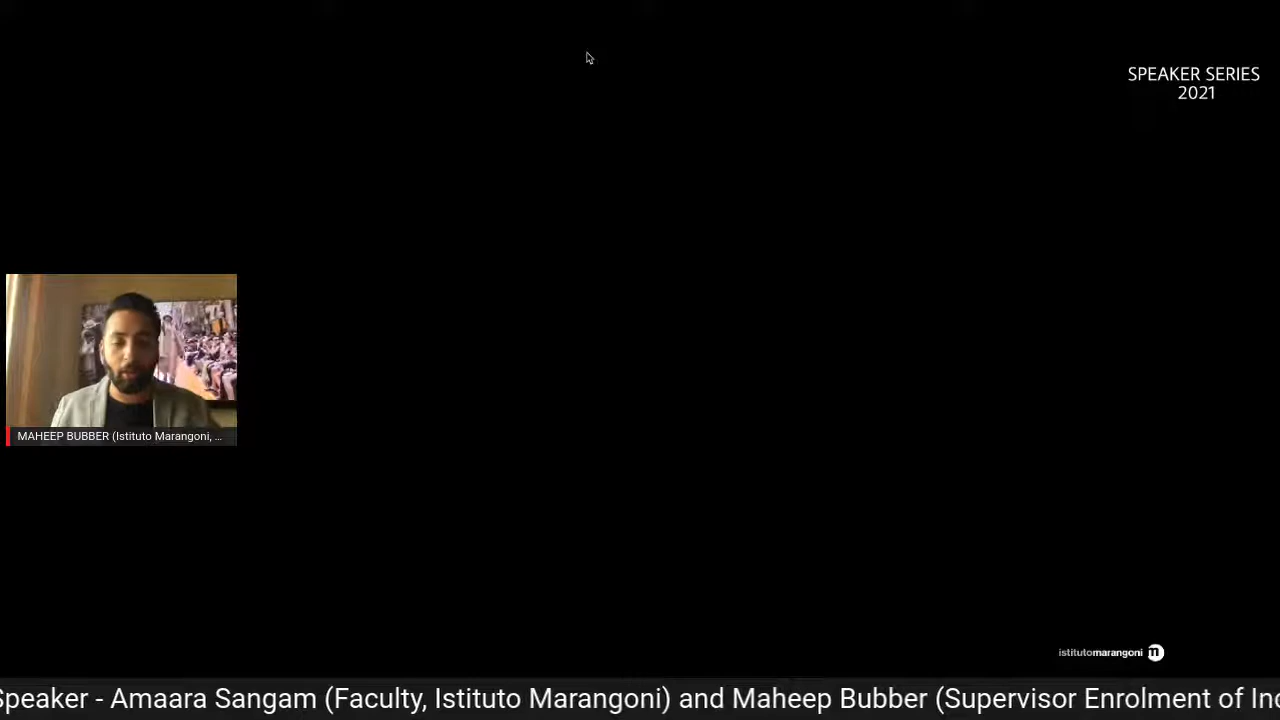 SPEAKER SERIES
2021
MAHEEP BUBBER (Istituto Marangoni, ...
istitutomarangoni m
Speaker - Amaara Sangam (Faculty, Istituto Marangoni) and Maheep Bubber (Supervisor Enrolment of Ind